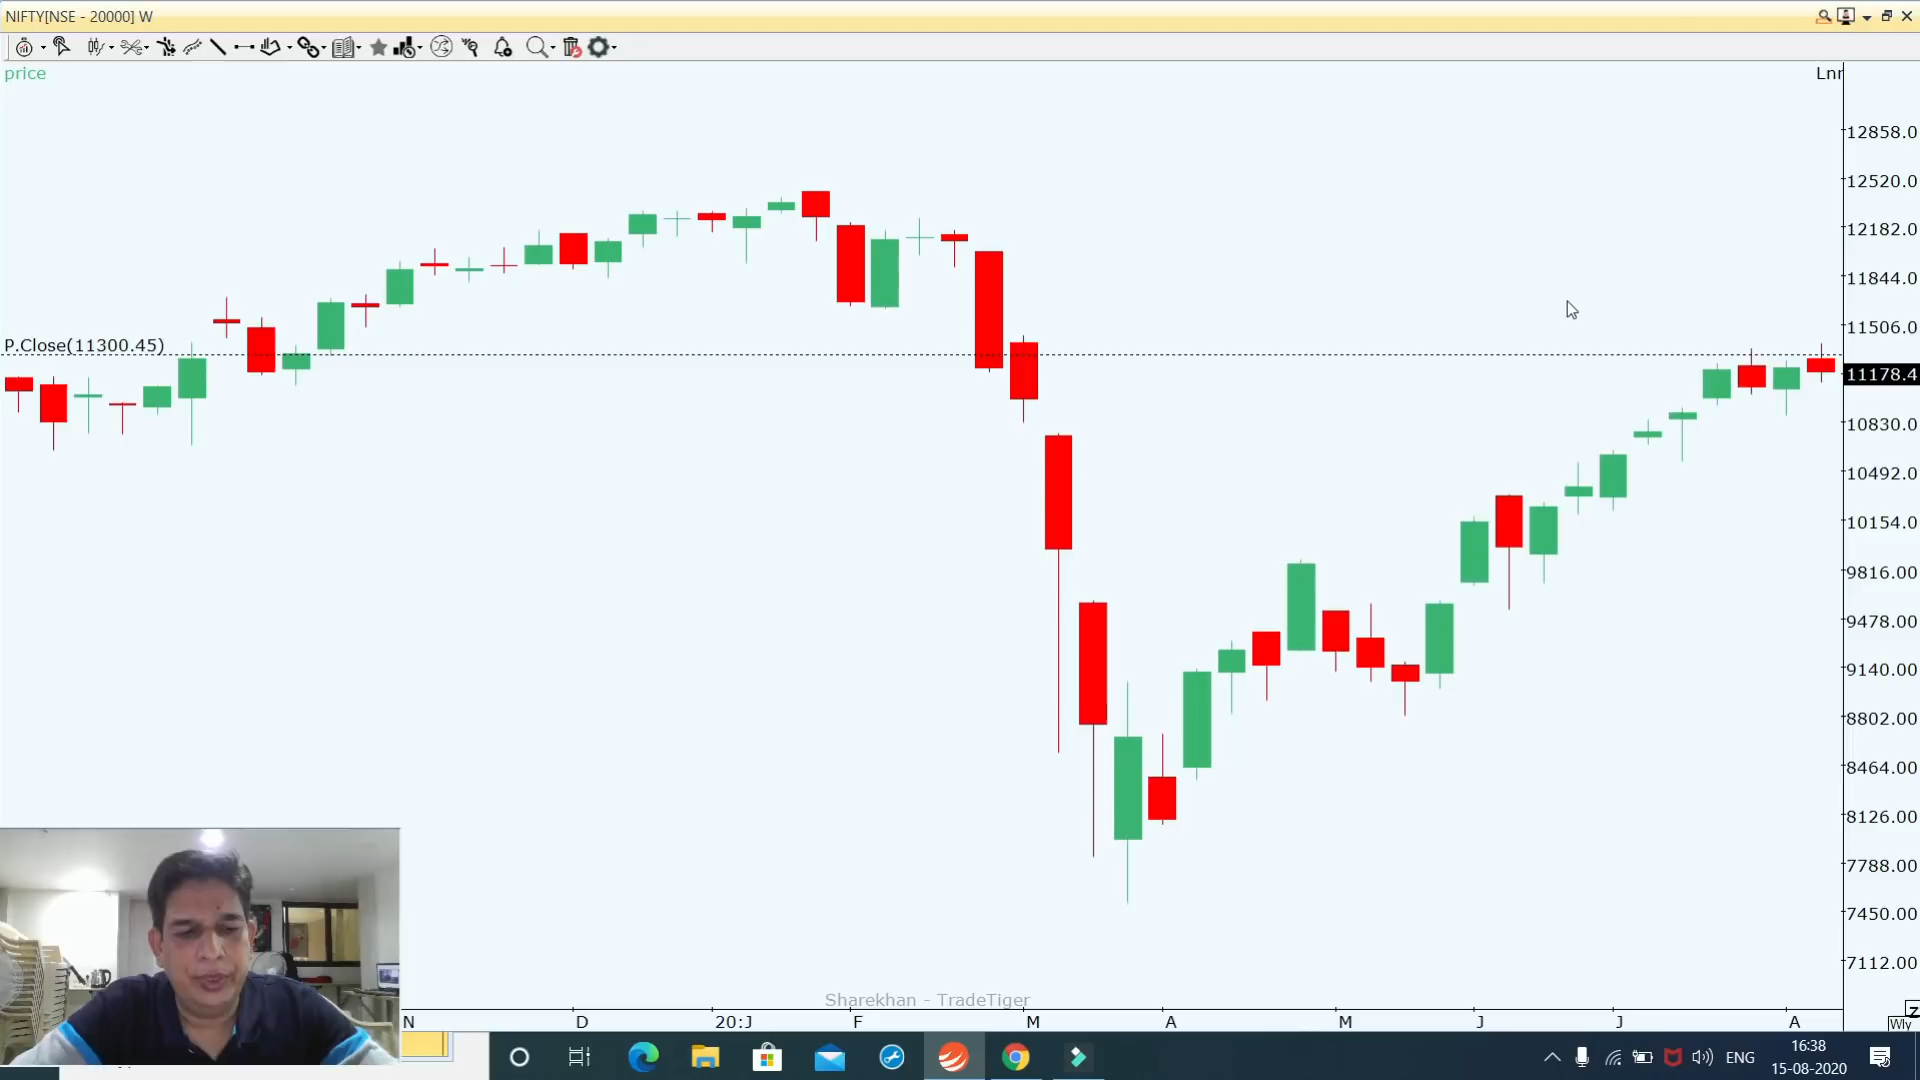 NIFTY[NSE - 20000] W
price
Lnr
12858.0
12520.0
12182.0
11844.0
11506.0
P.Close(11300.45)
11178.4
10830.0
10492.0
10154.0
9816.00
9478.00
9140.00
8802.00
8464.00
8126.00
7788.00
7450.00
7112.00
Sharekhan - TradeTiger
N D 20:J F M A M J J A
Z
Wly
ENG
16:38
15-08-2020